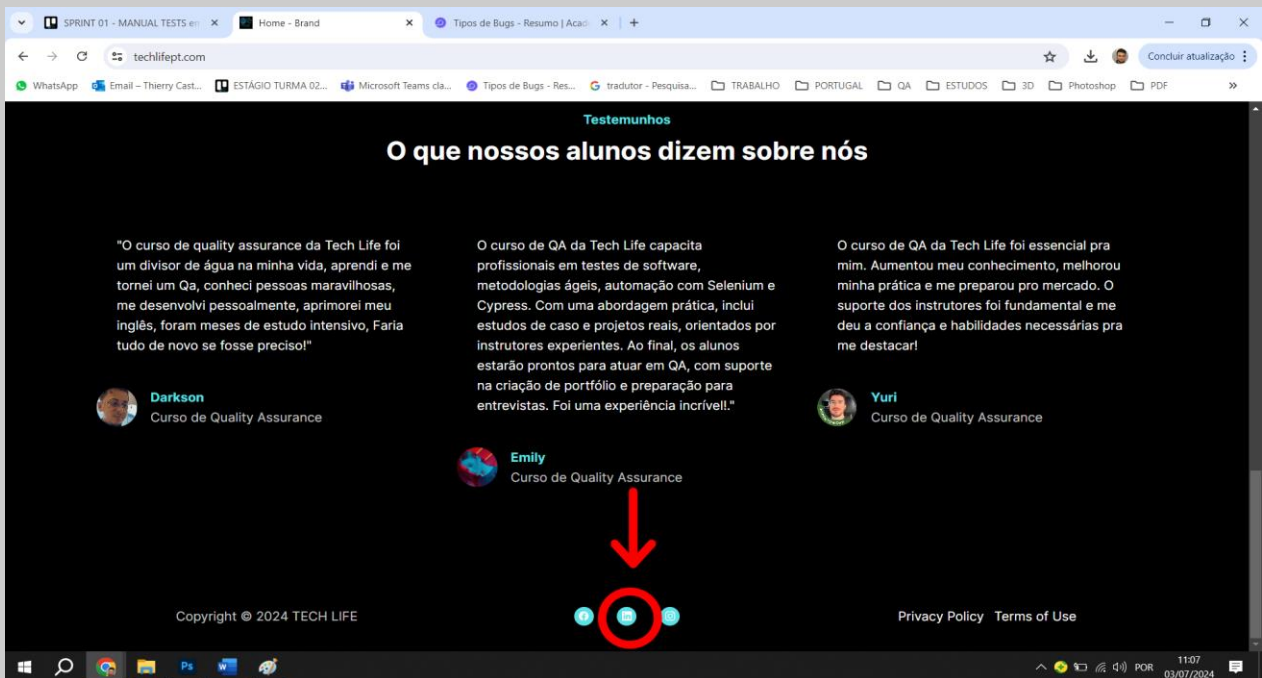 SPRINT 01 - MANUAL TESTS en
Home - Brand
Tipos de Bugs - Resumo | Acad
techlifept.com
Concluir atualização
WhatsApp
Email – Thierry Cast...
ESTÁGIO TURMA 02...
Microsoft Teams cla...
Tipos de Bugs - Res...
tradutor - Pesquisa...
TRABALHO
PORTUGAL
QA
ESTUDOS
3D
Photoshop
PDF
»
Testemunhos
O que nossos alunos dizem sobre nós
"O curso de quality assurance da Tech Life foi
um divisor de água na minha vida, aprendi e me
tornei um Qa, conheci pessoas maravilhosas,
me desenvolvi pessoalmente, aprimorei meu
inglês, foram meses de estudo intensivo, Faria
tudo de novo se fosse preciso!"
Darkson
Curso de Quality Assurance
O curso de QA da Tech Life capacita
profissionais em testes de software,
metodologias ágeis, automação com Selenium e
Cypress. Com uma abordagem prática, inclui
estudos de caso e projetos reais, orientados por
instrutores experientes. Ao final, os alunos
estarão prontos para atuar em QA, com suporte
na criação de portfólio e preparação para
entrevistas. Foi uma experiência incrível!."
Emily
Curso de Quality Assurance
O curso de QA da Tech Life foi essencial pra
mim. Aumentou meu conhecimento, melhorou
minha prática e me preparou pro mercado. O
suporte dos instrutores foi fundamental e me
deu a confiança e habilidades necessárias pra
me destacar!
Yuri
Curso de Quality Assurance
Copyright © 2024 TECH LIFE
in
Privacy Policy Terms of Use
Ps
W
POR
11:07
03/07/2024